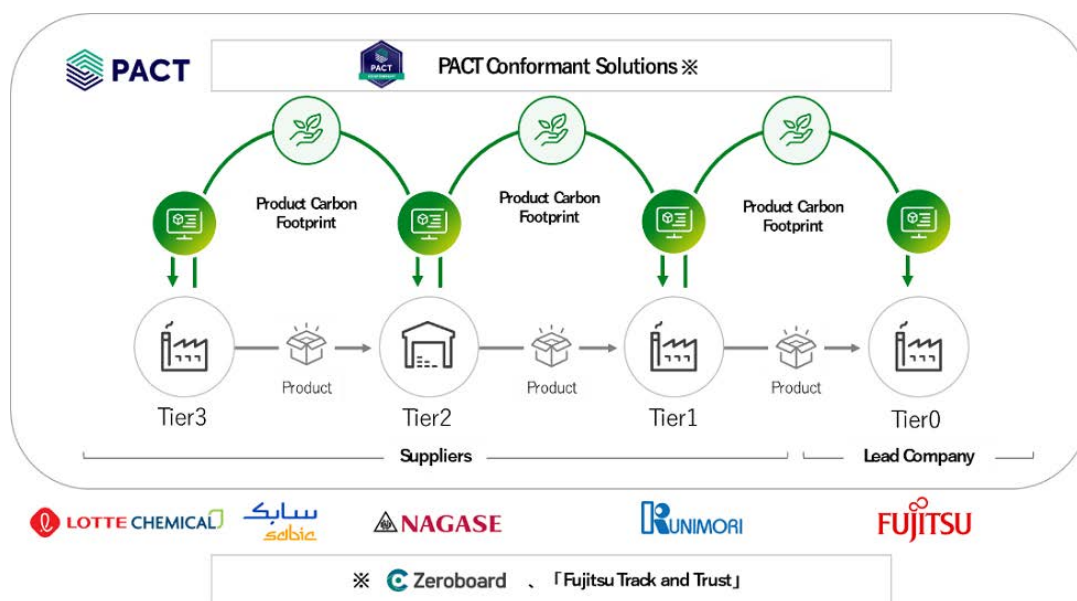 PACT
PACT
PACT Conformant Solutions※
Product Carbon
Footprint
Product Carbon
Footprint
Product Carbon
Footprint
Product
Product
Product
Tier3
Tier2
Tier1
Tier0
Suppliers
Lead Company
LOTTE CHEMICAL
سابك
sabic
NAGASE
RUNIMORI
FUJITSU
※ Zeroboard 、「Fujitsu Track and Trust」